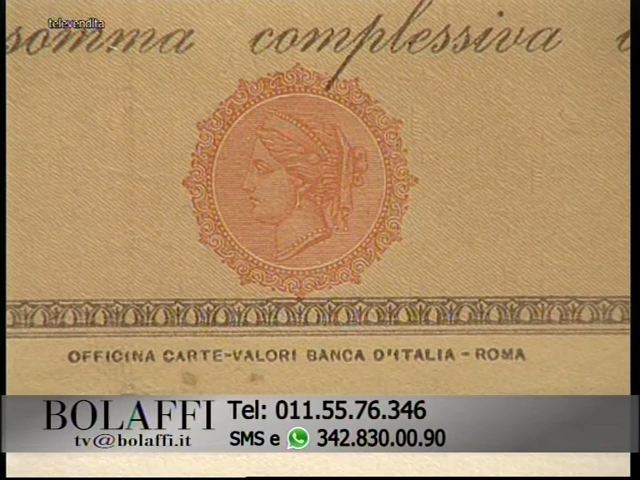 televendita
somma complessiva
OFFICINA CARTE-VALORI BANCA D'ITALIA - ROMA
BOLAFFI
tv@bolaffi.it
Tel: 011.55.76.346
SMS e 342.830.00.90